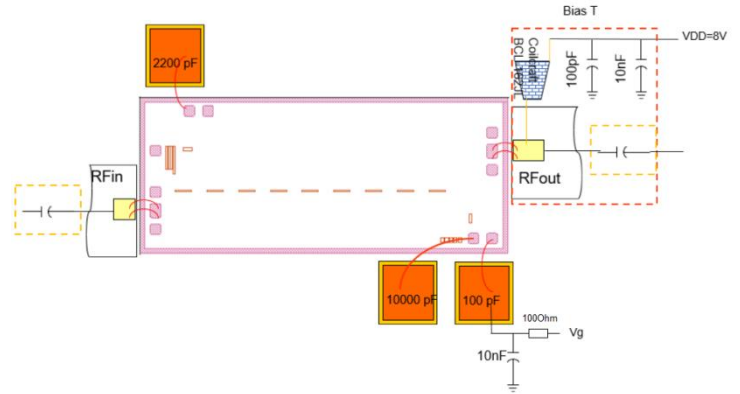 Bias T
VDD=8V
Coilcraft
100pF
10nF
2200 pF
RFin
RFout
10000 pF
100 pF
100Ohm
Vg
10nF